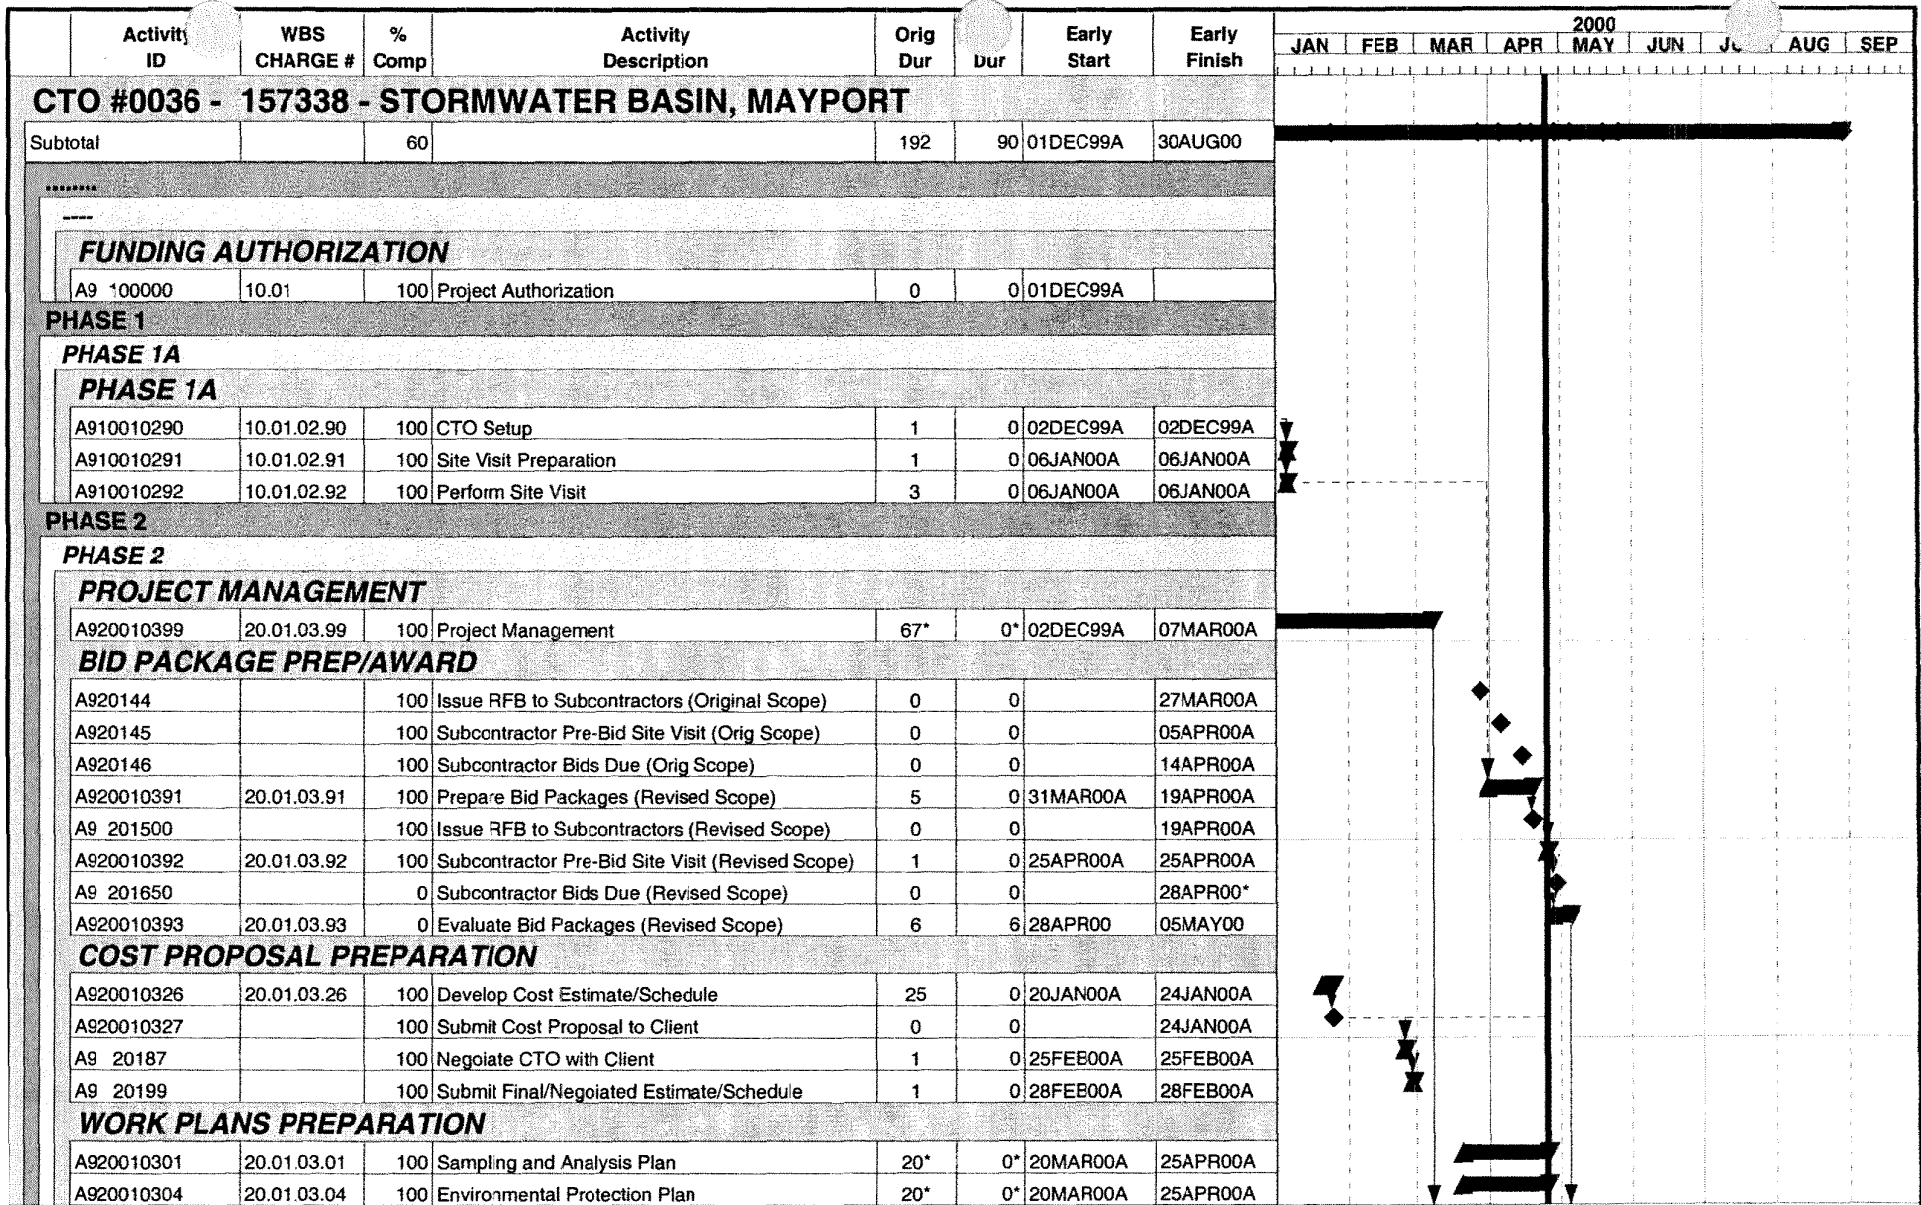 2000
Activity WBS % Activity Orig Early Early
ID CHARGE # Comp Description Dur Dur Start Finish
JAN FEB MAR APR MAY JUN AUG SEP
CTO #0036 - 157338 - STORMWATER BASIN, MAYPORT
Subtotal 60 192 90 01DEC99A 30AUG00
........
----
FUNDING AUTHORIZATION
A9 100000 10.01 100 Project Authorization 0 0 01DEC99A
PHASE 1
PHASE 1A
PHASE 1A
A910010290 10.01.02.90 100 CTO Setup 1 0 02DEC99A 02DEC99A
A910010291 10.01.02.91 100 Site Visit Preparation 1 0 06JAN00A 06JAN00A
A910010292 10.01.02.92 100 Perform Site Visit 3 0 06JAN00A 06JAN00A
PHASE 2
PHASE 2
PROJECT MANAGEMENT
A920010399 20.01.03.99 100 Project Management 67* 0* 02DEC99A 07MAR00A
BID PACKAGE PREP/AWARD
A920144 100 Issue RFB to Subcontractors (Original Scope) 0 0 27MAR00A
A920145 100 Subcontractor Pre-Bid Site Visit (Orig Scope) 0 0 05APR00A
A920146 100 Subcontractor Bids Due (Orig Scope) 0 0 14APR00A
A920010391 20.01.03.91 100 Prepare Bid Packages (Revised Scope) 5 0 31MAR00A 19APR00A
A9 201500 100 Issue RFB to Subcontractors (Revised Scope) 0 0 19APR00A
A920010392 20.01.03.92 100 Subcontractor Pre-Bid Site Visit (Revised Scope) 1 0 25APR00A 25APR00A
A9 201650 0 Subcontractor Bids Due (Revised Scope) 0 0 28APR00*
A920010393 20.01.03.93 0 Evaluate Bid Packages (Revised Scope) 6 6 28APR00 05MAY00
COST PROPOSAL PREPARATION
A920010326 20.01.03.26 100 Develop Cost Estimate/Schedule 25 0 20JAN00A 24JAN00A
A920010327 100 Submit Cost Proposal to Client 0 0 24JAN00A
A9 20187 100 Negoiate CTO with Client 1 0 25FEB00A 25FEB00A
A9 20199 100 Submit Final/Negoiated Estimate/Schedule 1 0 28FEB00A 28FEB00A
WORK PLANS PREPARATION
A920010301 20.01.03.01 100 Sampling and Analysis Plan 20* 0* 20MAR00A 25APR00A
A920010304 20.01.03.04 100 Environmental Protection Plan 20* 0* 20MAR00A 25APR00A